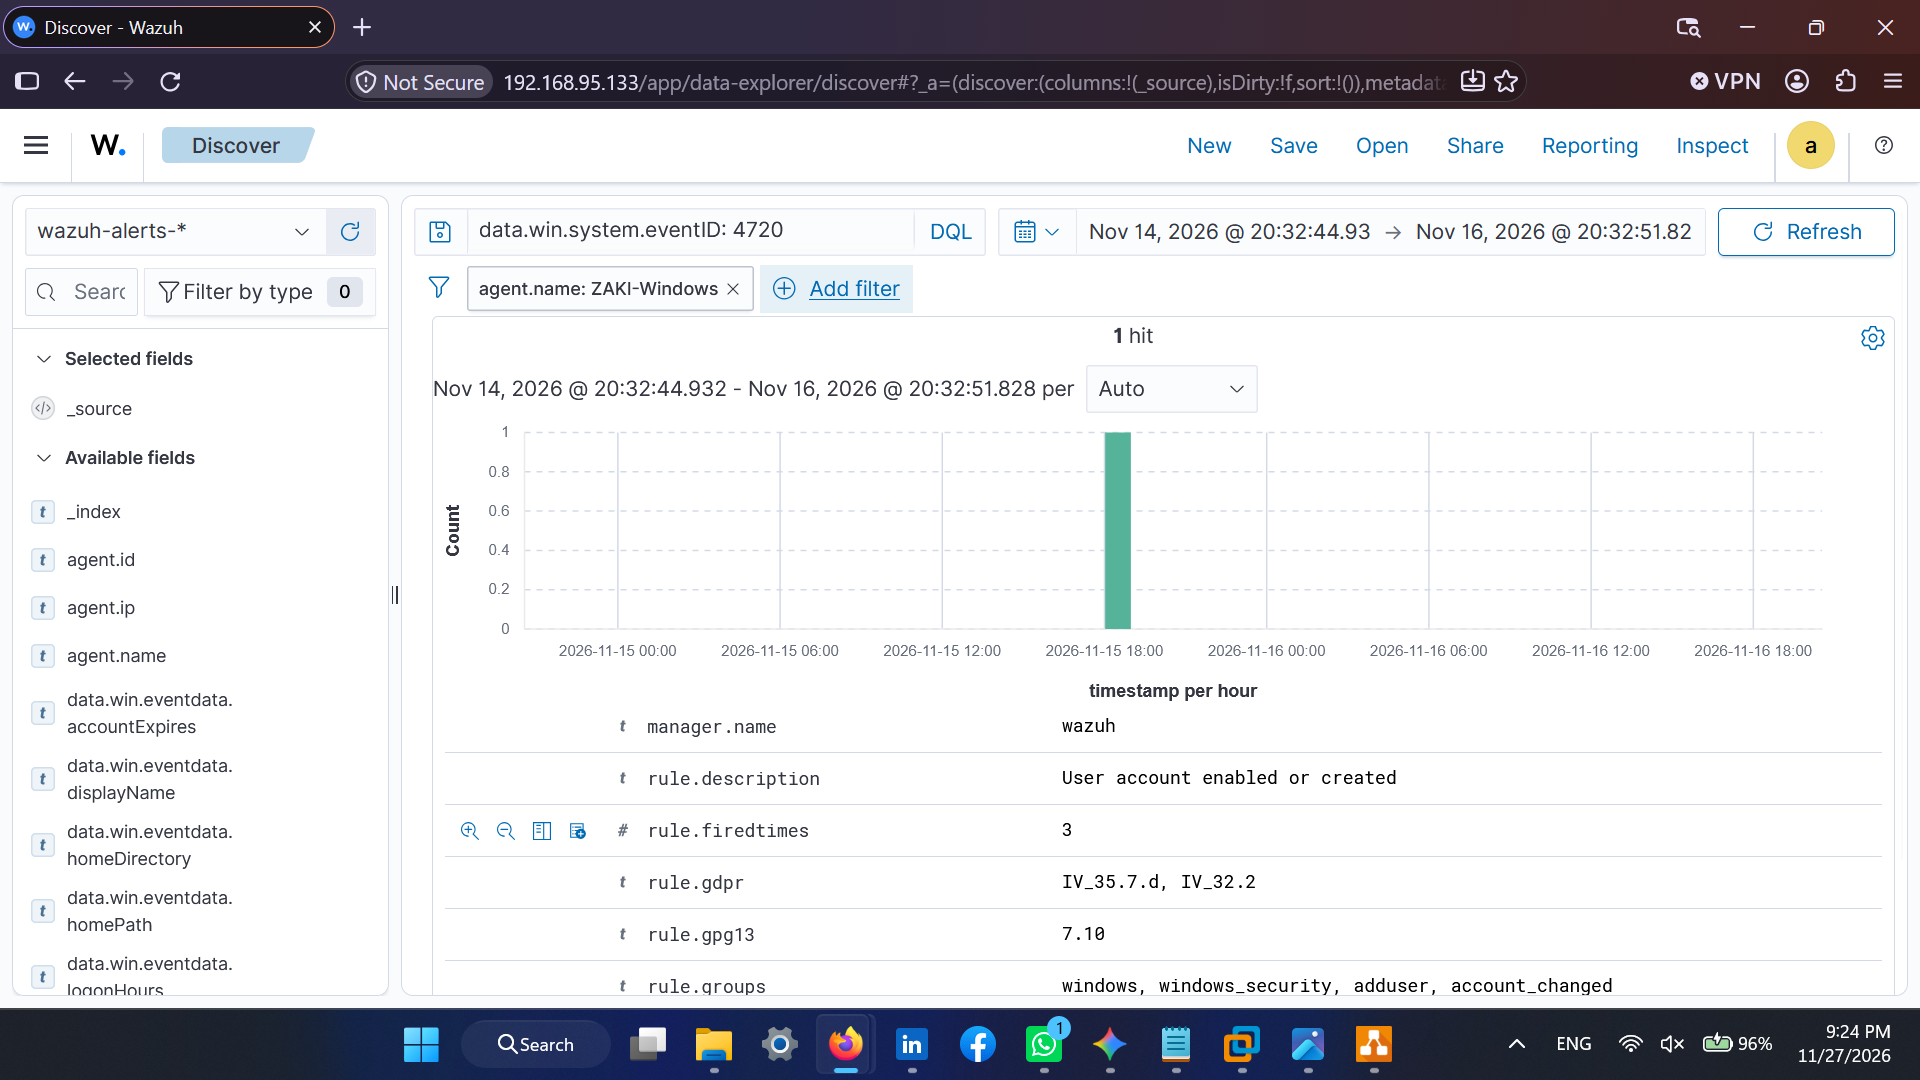 Discover - Wazuh
Not Secure 192.168.95.133/app/data-explorer/discover#?_a=(discover:(columns:!(_source),isDirty:!f,sort:!()),metadata
VPN
W. Discover New Save Open Share Reporting Inspect a
wazuh-alerts-*
data.win.system.eventID: 4720 DQL Nov 14, 2026 @ 20:32:44.93 → Nov 16, 2026 @ 20:32:51.82 Refresh
Filter by type 0
agent.name: ZAKI-Windows Add filter
Selected fields
_source
Available fields
_index
agent.id
agent.ip
agent.name
data.win.eventdata.
accountExpires
data.win.eventdata.
displayName
data.win.eventdata.
homeDirectory
data.win.eventdata.
homePath
data.win.eventdata.
logonHours
1 hit
Nov 14, 2026 @ 20:32:44.932 - Nov 16, 2026 @ 20:32:51.828 per Auto
Count
1
0.8
0.6
0.4
0.2
0
2026-11-15 00:00 2026-11-15 06:00 2026-11-15 12:00 2026-11-15 18:00 2026-11-16 00:00 2026-11-16 06:00 2026-11-16 12:00 2026-11-16 18:00
timestamp per hour
t manager.name wazuh
t rule.description User account enabled or created
# rule.firedtimes 3
t rule.gdpr IV_35.7.d, IV_32.2
t rule.gpg13 7.10
t rule.groups windows, windows_security, adduser, account_changed
Search
1
ENG
96%
9:24 PM
11/27/2026